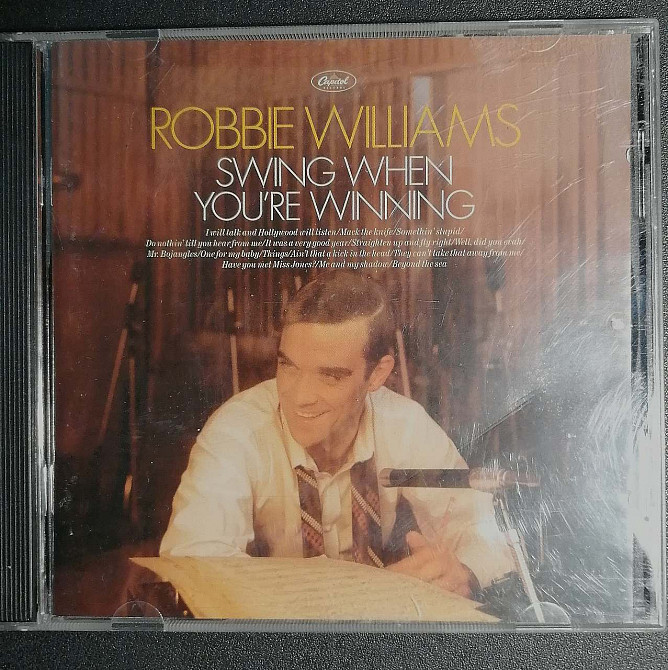 Capitol
RECORDS
ROBBIE WILLIAMS
SWING WHEN
YOU'RE WINNING
I will talk and Hollywood will listen/Mack the knife/Somethin' stupid/
Do nothin' till you hear from me/It was a very good year/Straighten up and fly right/Well, did you evah/
Mr. Bojangles/One for my baby/Things/Ain't that a kick in the head/They can't take that away from me/
Have you met Miss Jones?/Me and my shadow/Beyond the sea